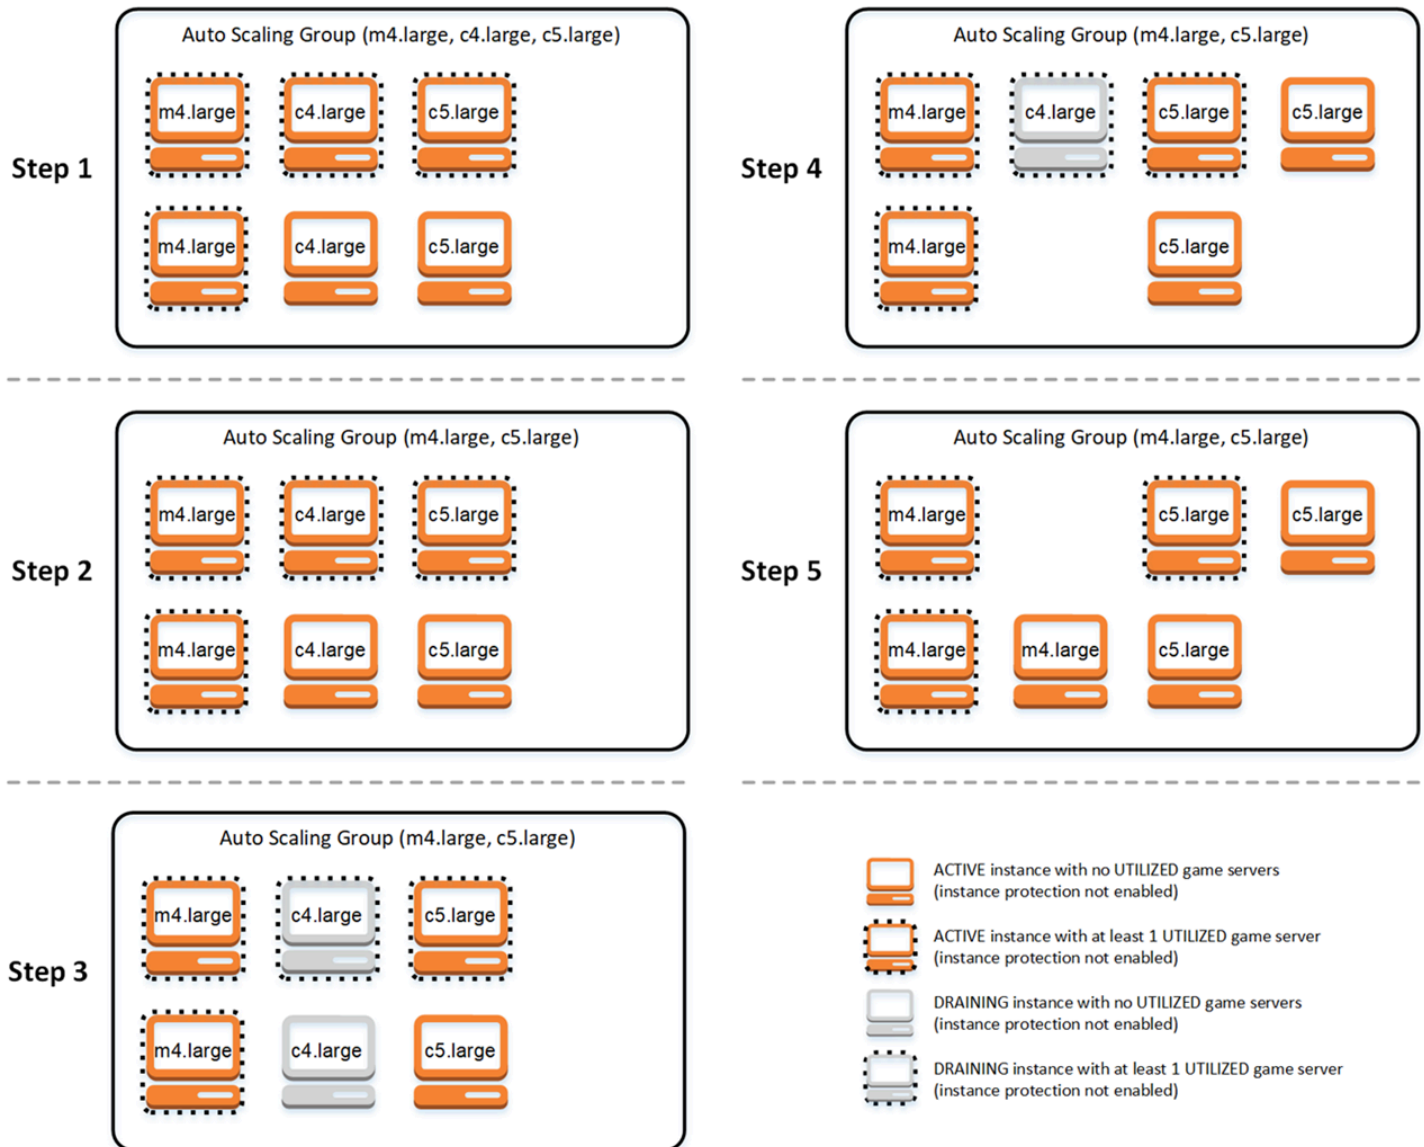 Step 1
Auto Scaling Group (m4.large, c4.large, c5.large)
m4.large
c4.large
c5.large
m4.large
c4.large
c5.large
Step 2
Auto Scaling Group (m4.large, c5.large)
m4.large
c4.large
c5.large
m4.large
c4.large
c5.large
Step 3
Auto Scaling Group (m4.large, c5.large)
m4.large
c4.large
c5.large
m4.large
c4.large
c5.large
Step 4
Auto Scaling Group (m4.large, c5.large)
m4.large
c4.large
c5.large
c5.large
m4.large
c5.large
Step 5
Auto Scaling Group (m4.large, c5.large)
m4.large
c5.large
c5.large
m4.large
m4.large
c5.large
ACTIVE instance with no UTILIZED game servers
(instance protection not enabled)
ACTIVE instance with at least 1 UTILIZED game server
(instance protection not enabled)
DRAINING instance with no UTILIZED game servers
(instance protection not enabled)
DRAINING instance with at least 1 UTILIZED game server
(instance protection not enabled)